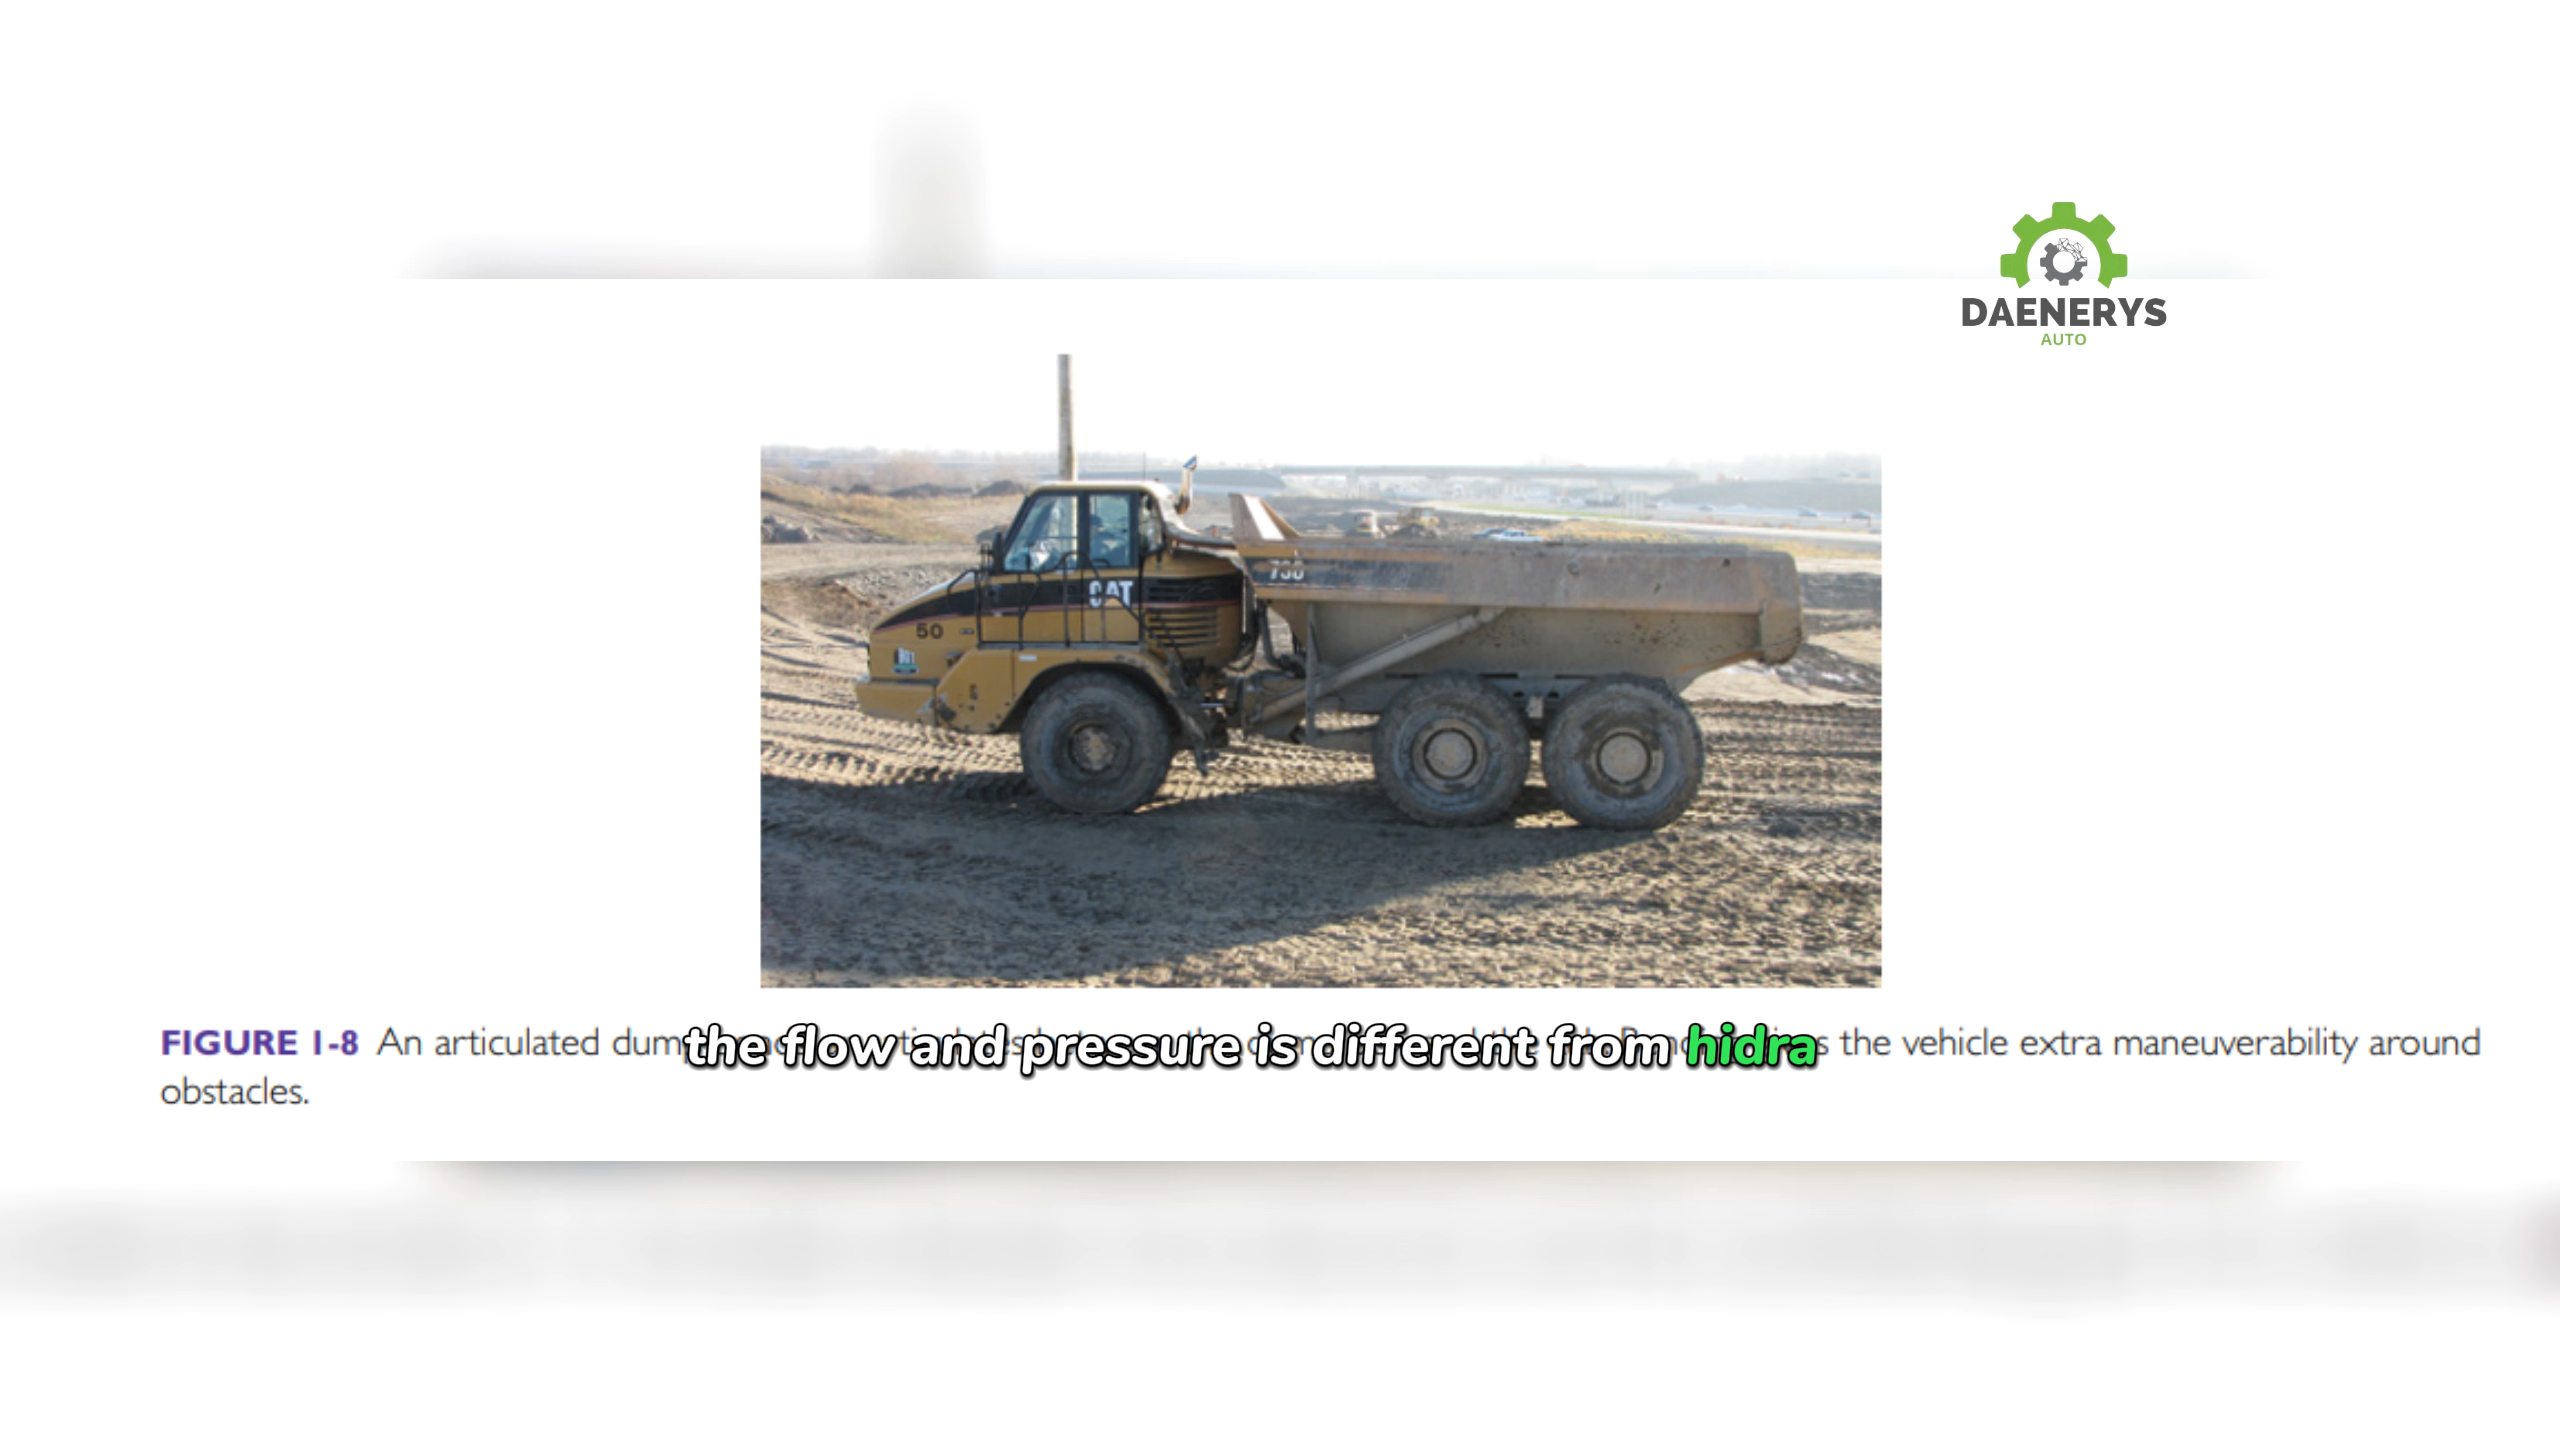 DAENERYS
AUTO
CAT
730
50
FIGURE 1-8 An articulated the vehicle extra maneuverability around
the flow and pressure is different from hidra
obstacles.